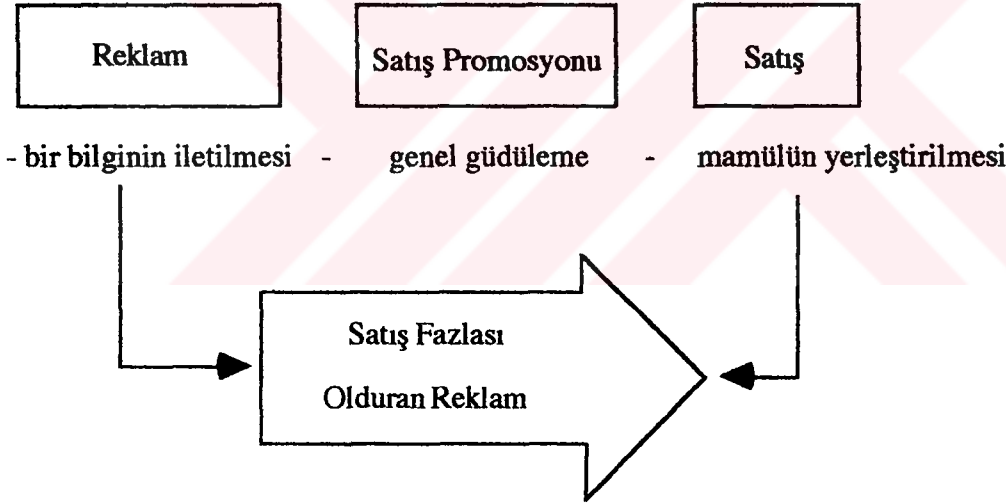 Reklam Satış Promosyonu Satış
- bir bilginin iletilmesi - genel güdüleme - mamülün yerleştirilmesi
Satış Fazlası
Olduran Reklam